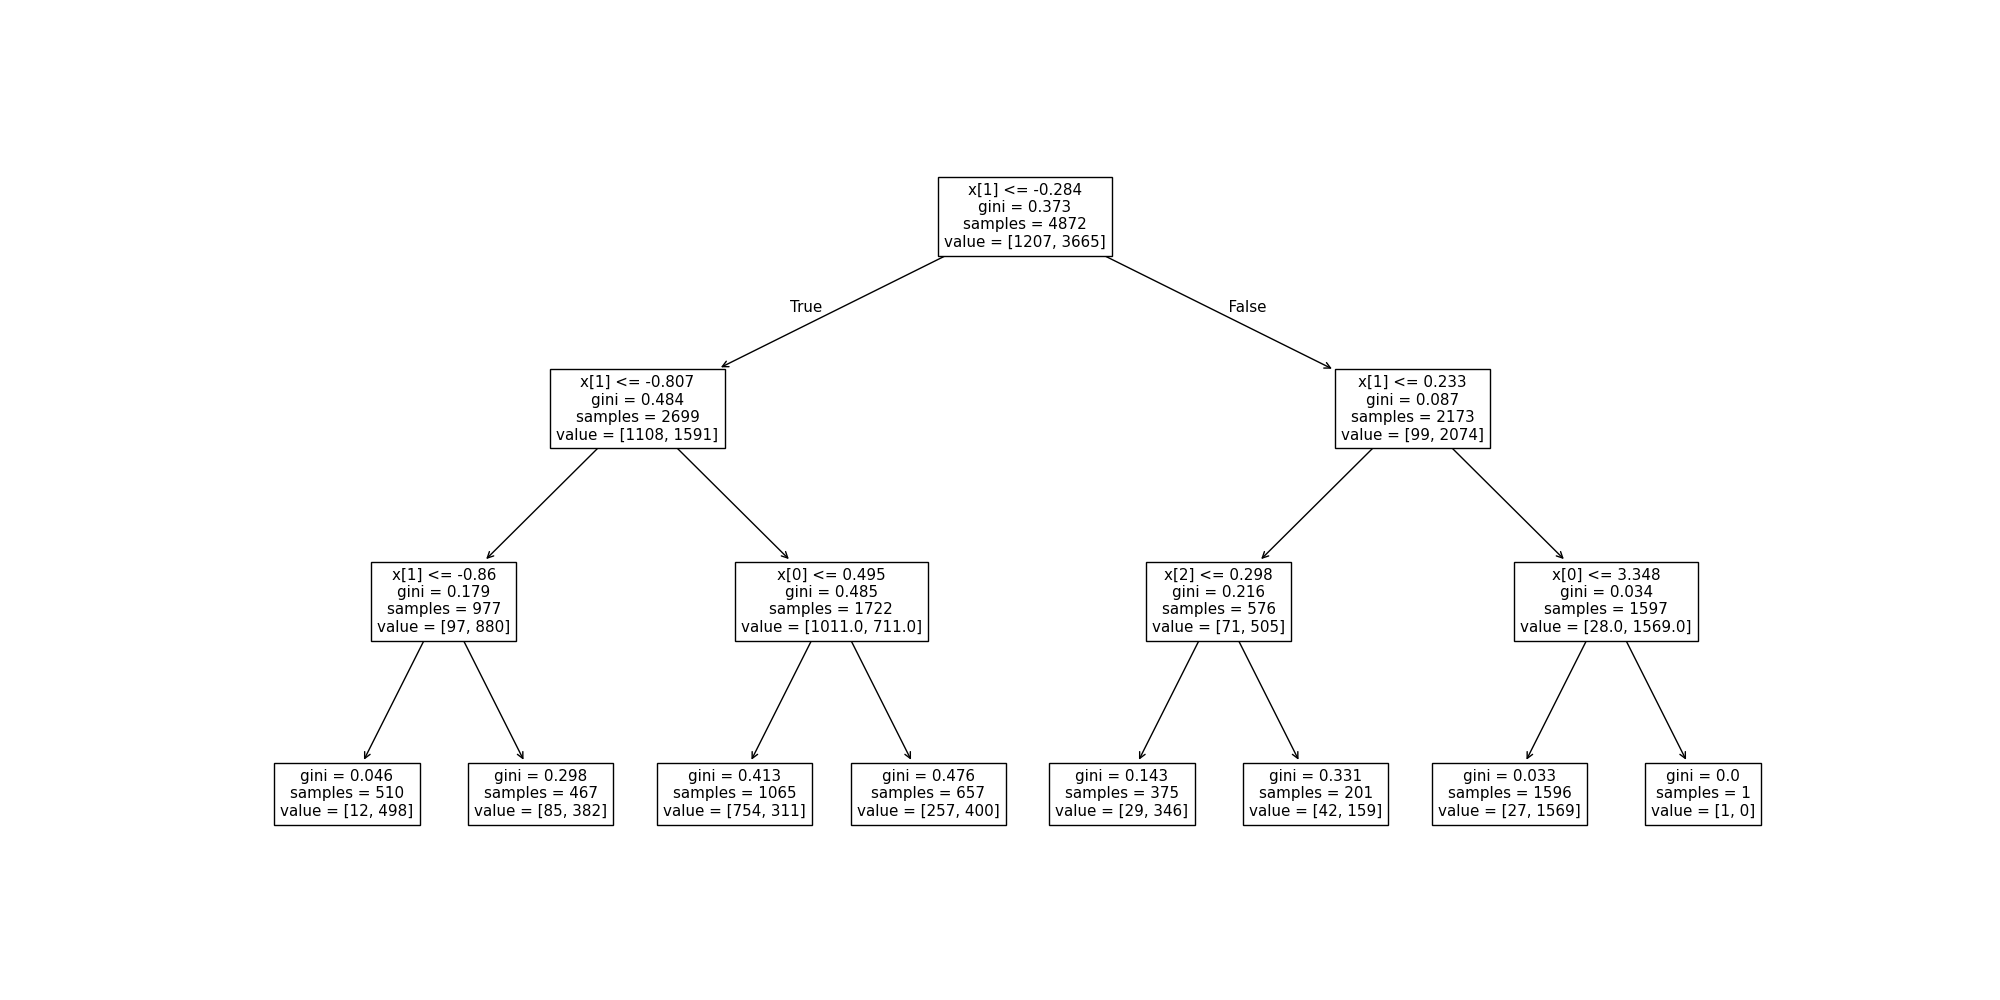 x[1] <= -0.284
gini = 0.373
samples = 4872
value = [1207, 3665]
True
False
x[1] <= -0.807
gini = 0.484
samples = 2699
value = [1108, 1591]
x[1] <= 0.233
gini = 0.087
samples = 2173
value = [99, 2074]
x[1] <= -0.86
gini = 0.179
samples = 977
value = [97, 880]
x[0] <= 0.495
gini = 0.485
samples = 1722
value = [1011.0, 711.0]
x[2] <= 0.298
gini = 0.216
samples = 576
value = [71, 505]
x[0] <= 3.348
gini = 0.034
samples = 1597
value = [28.0, 1569.0]
gini = 0.046
samples = 510
value = [12, 498]
gini = 0.298
samples = 467
value = [85, 382]
gini = 0.413
samples = 1065
value = [754, 311]
gini = 0.476
samples = 657
value = [257, 400]
gini = 0.143
samples = 375
value = [29, 346]
gini = 0.331
samples = 201
value = [42, 159]
gini = 0.033
samples = 1596
value = [27, 1569]
gini = 0.0
samples = 1
value = [1, 0]